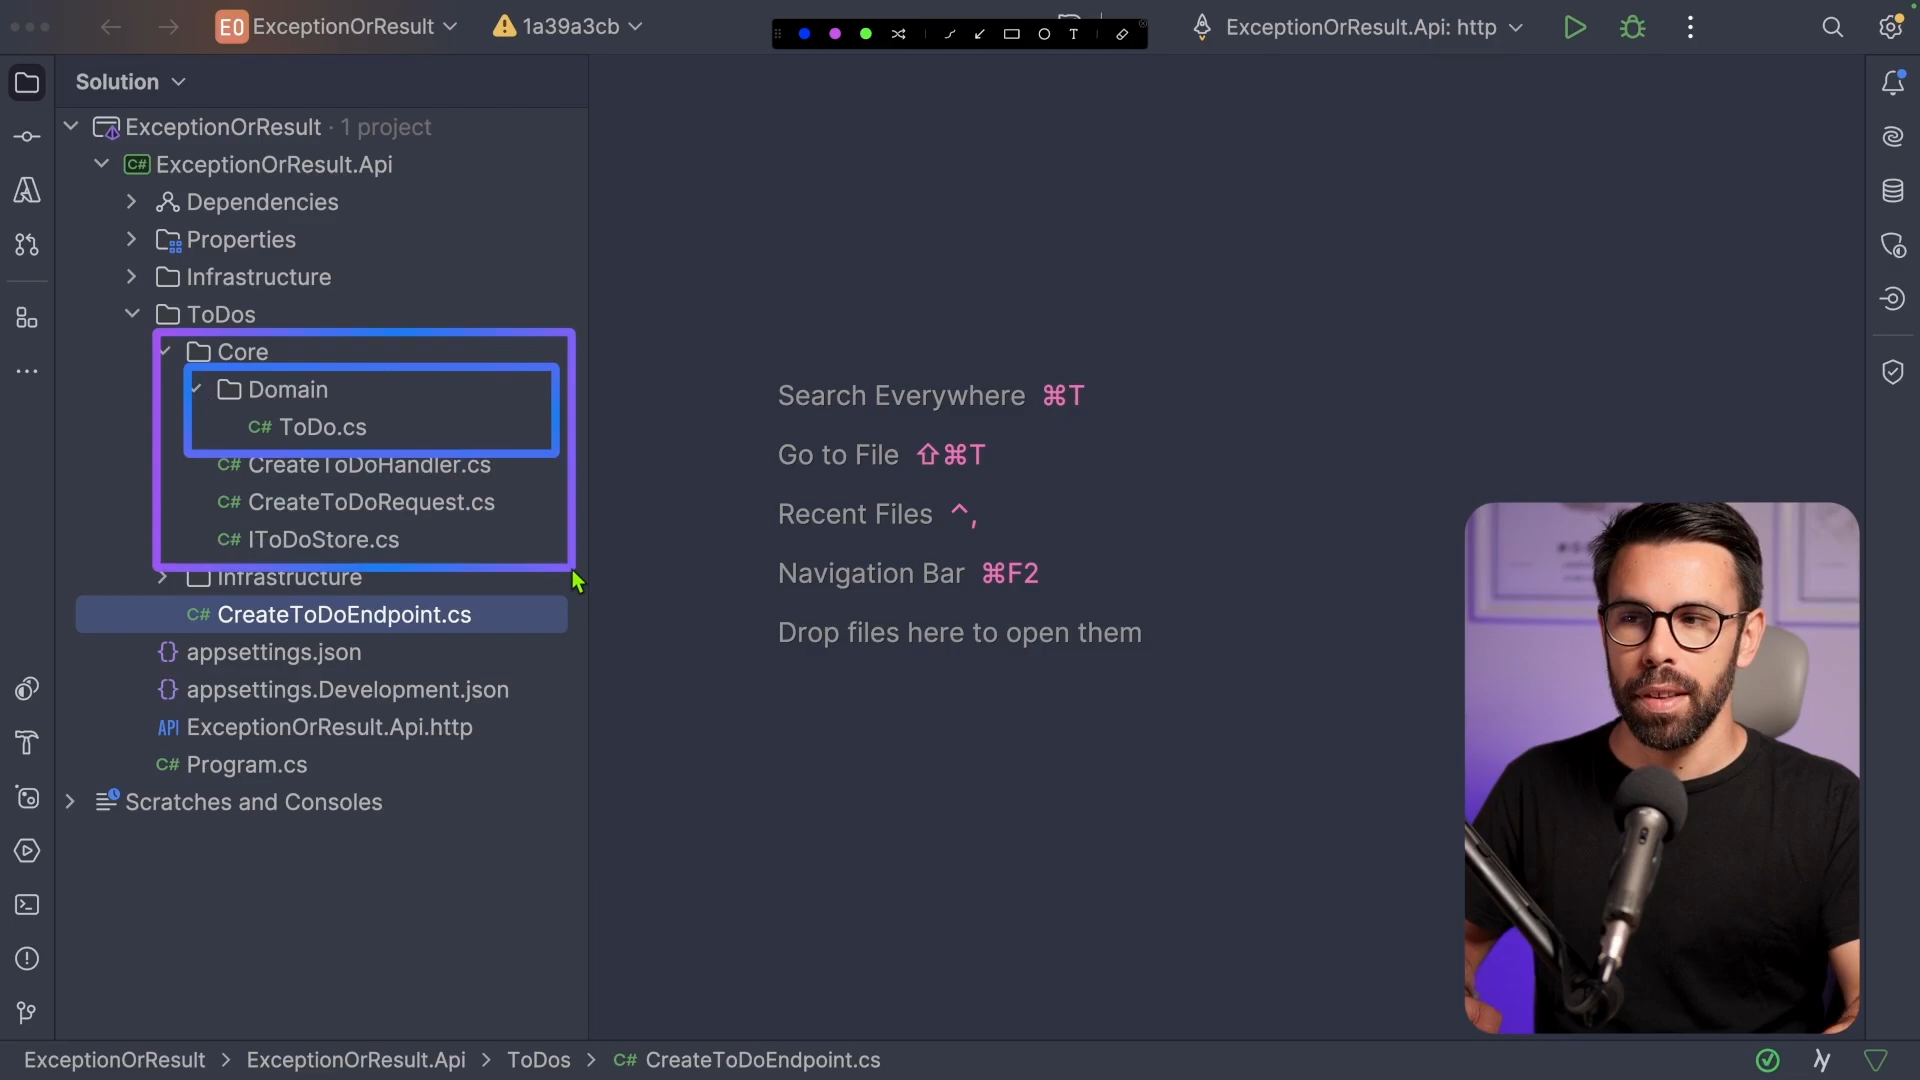 EO ExceptionOrResult 1a39a3cb T ExceptionOrResult.Api: http
Solution
ExceptionOrResult · 1 project
C# ExceptionOrResult.Api
Dependencies
Properties
Infrastructure
ToDos
Core
Domain
C# ToDo.cs
C# CreateToDoHandler.cs
C# CreateToDoRequest.cs
C# IToDoStore.cs
Infrastructure
C# CreateToDoEndpoint.cs
{} appsettings.json
{} appsettings.Development.json
API ExceptionOrResult.Api.http
C# Program.cs
Scratches and Consoles
Search Everywhere ⌘T
Go to File ⇧⌘T
Recent Files ^,
Navigation Bar ⌘F2
Drop files here to open them
ExceptionOrResult > ExceptionOrResult.Api > ToDos > C# CreateToDoEndpoint.cs